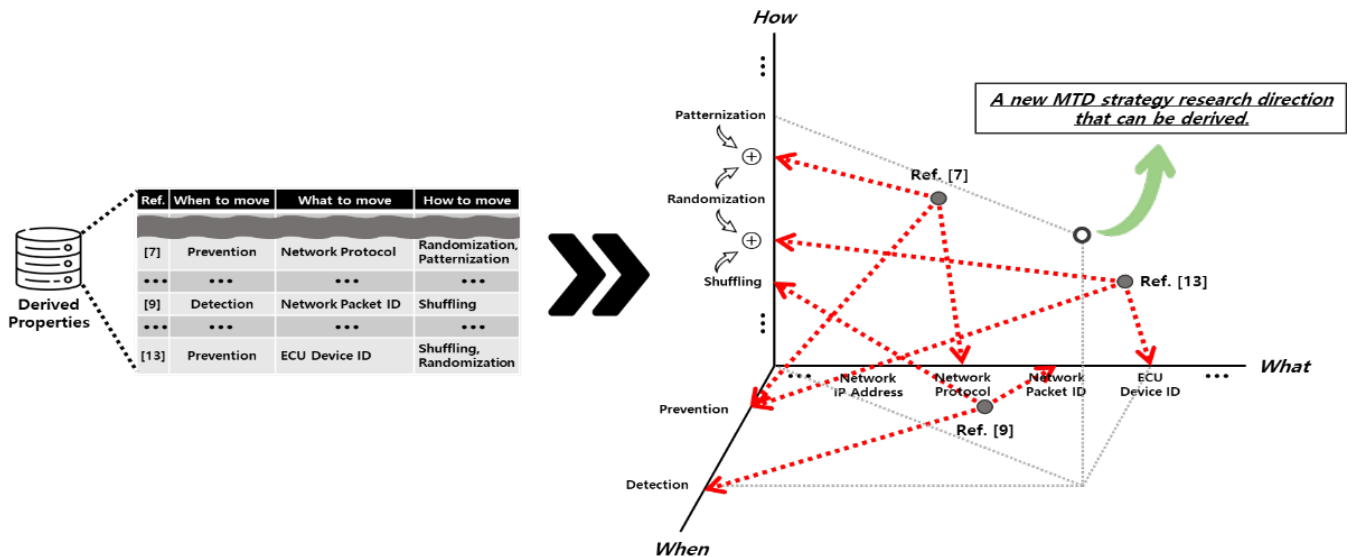 Derived
Properties
Ref. When to move What to move How to move
[7] Prevention Network Protocol Randomization,
Patternization
••• ••• ••• •••
[9] Detection Network Packet ID Shuffling
••• ••• ••• •••
[13] Prevention ECU Device ID Shuffling,
Randomization
How
•••
Patternization
Randomization
Shuffling
•••
A new MTD strategy research direction
that can be derived.
Ref. [7]
Ref. [13]
Ref. [9]
What
••• Network
IP Address
Network
Protocol
Network
Packet ID
ECU
Device ID
•••
Prevention
Detection
When